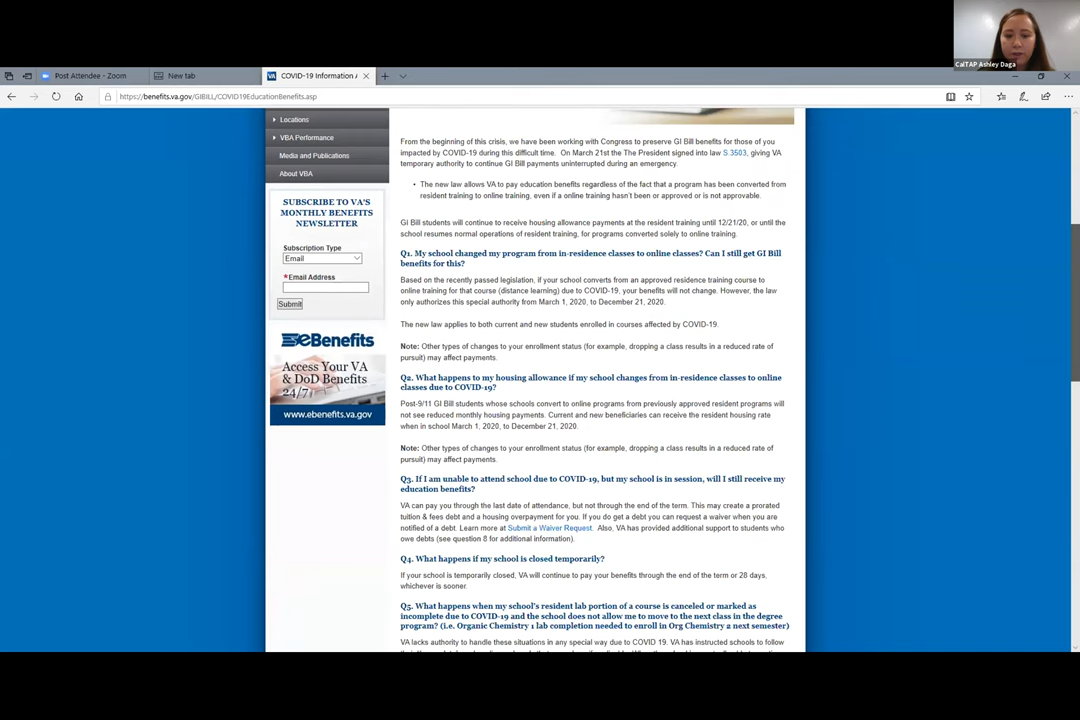 CalTAP Ashley Daga
Post Attendee - Zoom
New tab
COVID-19 Information A
https://benefits.va.gov/GIBILL/COVID19EducationBenefits.asp
Locations
VBA Performance
Media and Publications
About VBA
SUBSCRIBE TO VA'S
MONTHLY BENEFITS
NEWSLETTER
Subscription Type
Email
*Email Address
Submit
eBenefits
Access Your VA
& DoD Benefits
24/7
www.ebenefits.va.gov
From the beginning of this crisis, we have been working with Congress to preserve GI Bill benefits for those of you
impacted by COVID-19 during this difficult time. On March 21st the The President signed into law S.3503, giving VA
temporary authority to continue GI Bill payments uninterrupted during an emergency.
• The new law allows VA to pay education benefits regardless of the fact that a program has been converted from
resident training to online training, even if a online training hasn't been or approved or is not approvable.
GI Bill students will continue to receive housing allowance payments at the resident training until 12/21/20, or until the
school resumes normal operations of resident training, for programs converted solely to online training.
Q1. My school changed my program from in-residence classes to online classes? Can I still get GI Bill
benefits for this?
Based on the recently passed legislation, if your school converts from an approved residence training course to
online training for that course (distance learning) due to COVID-19, your benefits will not change. However, the law
only authorizes this special authority from March 1, 2020, to December 21, 2020.
The new law applies to both current and new students enrolled in courses affected by COVID-19.
Note: Other types of changes to your enrollment status (for example, dropping a class results in a reduced rate of
pursuit) may affect payments.
Q2. What happens to my housing allowance if my school changes from in-residence classes to online
classes due to COVID-19?
Post-9/11 GI Bill students whose schools convert to online programs from previously approved resident programs will
not see reduced monthly housing payments. Current and new beneficiaries can receive the resident housing rate
when in school March 1, 2020, to December 21, 2020.
Note: Other types of changes to your enrollment status (for example, dropping a class results in a reduced rate of
pursuit) may affect payments.
Q3. If I am unable to attend school due to COVID-19, but my school is in session, will I still receive my
education benefits?
VA can pay you through the last date of attendance, but not through the end of the term. This may create a prorated
tuition & fees debt and a housing overpayment for you. If you do get a debt you can request a waiver when you are
notified of a debt. Learn more at Submit a Waiver Request. Also, VA has provided additional support to students who
owe debts (see question 8 for additional information).
Q4. What happens if my school is closed temporarily?
If your school is temporarily closed, VA will continue to pay your benefits through the end of the term or 28 days,
whichever is sooner.
Q5. What happens when my school's resident lab portion of a course is canceled or marked as
incomplete due to COVID-19 and the school does not allow me to move to the next class in the degree
program? (i.e. Organic Chemistry 1 lab completion needed to enroll in Org Chemistry 2 next semester)
VA lacks authority to handle these situations in any special way due to COVID 19. VA has instructed schools to follow